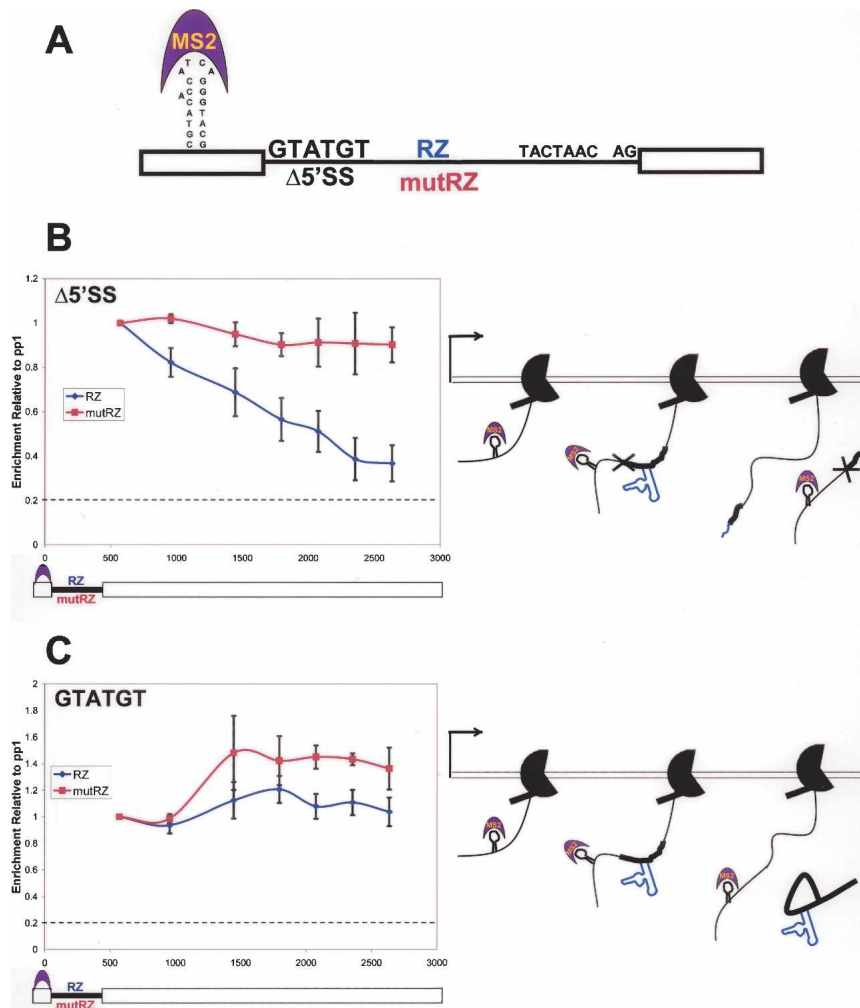 A
MS2
T C
A A
C G
C G
A C G
C G
A T
T A
G C
C G
GTATGT RZ TACTAAC AG
Δ5'SS mutRZ
B
Δ5'SS
Enrichment Relative to pp1
1.2
1
0.8
0.6
0.4
0.2
0
RZ
mutRZ
0 500 1000 1500 2000 2500 3000
RZ
mutRZ
MS2
MS2
MS2
C
GTATGT
Enrichment Relative to pp1
2
1.8
1.6
1.4
1.2
1
0.8
0.6
0.4
0.2
0
RZ
mutRZ
0 500 1000 1500 2000 2500 3000
RZ
mutRZ
MS2
MS2
MS2